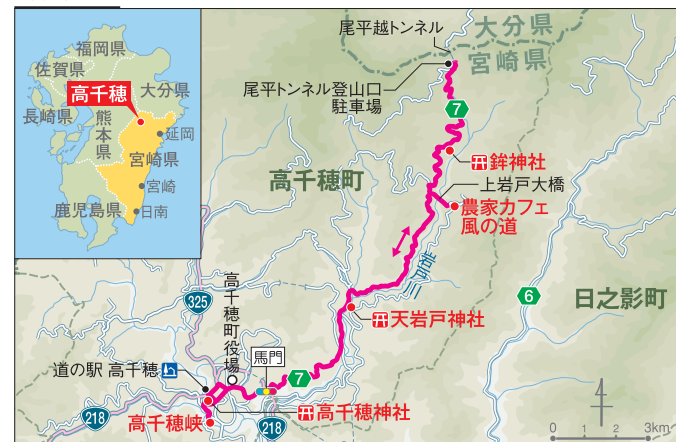 福岡県
佐賀県
大分県
高千穂
長崎県
熊本県
延岡
宮崎県
宮崎
鹿児島県
日南
尾平越トンネル
大分県
宮崎県
尾平トンネル登山口
駐車場
7
鉾神社
高千穂町
上岩戸大橋
農家カフェ
風の道
岩戸川
325
高千穂町役場
6
日之影町
天岩戸神社
馬門
道の駅 高千穂
7
218
高千穂神社
高千穂峡
218
0 1 2 3km